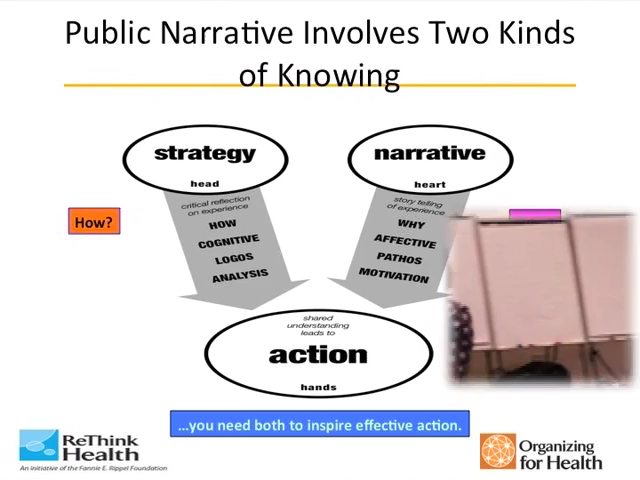 Public Narrative Involves Two Kinds
of Knowing
strategy
head
critical reflection
on experience
HOW
COGNITIVE
LOGOS
ANALYSIS
narrative
heart
story telling
of experience
WHY
AFFECTIVE
PATHOS
MOTIVATION
How?
shared
understanding
leads to
action
hands
...you need both to inspire effective action.
ReThink
Health
An Initiative of the Fannie E. Rippel Foundation
Organizing
for Health